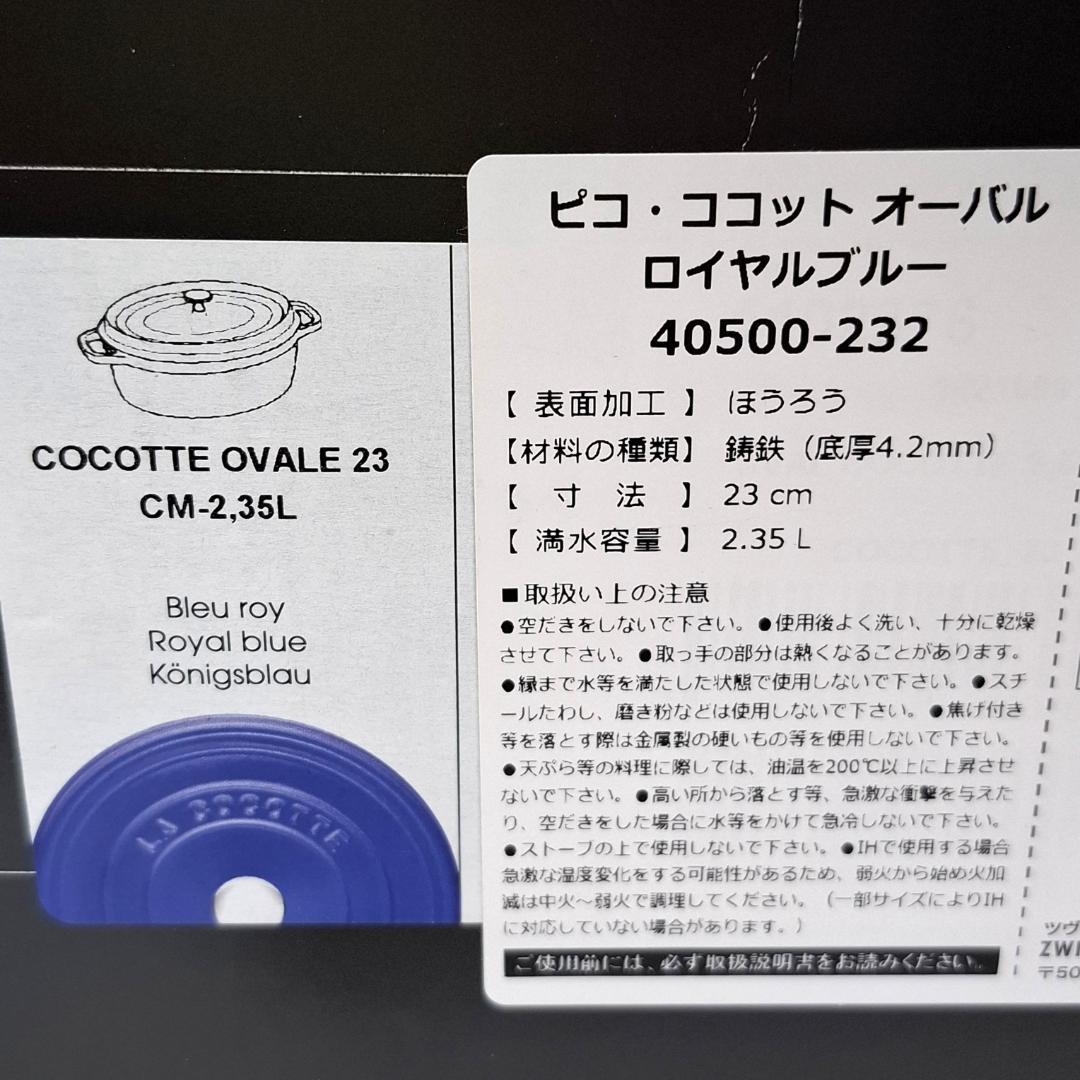 COCOTTE OVALE 23
CM-2,35L
Bleu roy
Royal blue
Königsblau
LA COCOTTE
ピコ・ココット オーバル
ロイヤルブルー
40500-232
【 表面加工 】 ほうろう
【材料の種類】 鋳鉄（底厚4.2mm）
【 寸 法 】 23 cm
【 満水容量 】 2.35 L
■取扱い上の注意
●空だきをしないで下さい。●使用後よく洗い、十分に乾燥
させて下さい。●取っ手の部分は熱くなることがあります。
●縁まで水等を満たした状態で使用しないで下さい。●スチ
ールたわし、磨き粉などは使用しないで下さい。●焦げ付き
等を落とす際は金属製の硬いもの等を使用しないで下さい。
●天ぷら等の料理に際しては、油温を200℃以上に上昇させ
ないで下さい。●高い所から落とす等、急激な衝撃を与えた
り、空だきをした場合に水等をかけて急冷しないで下さい。
●ストーブの上で使用しないで下さい。●IHで使用する場合
急激な温度変化をする可能性があるため、弱火から始め火加
減は中火～弱火で調理してください。（一部サイズによりIH
に対応していない場合があります。）
ご使用前には、必ず取扱説明書をお読みください。
ツヴ
ZWI
〒50